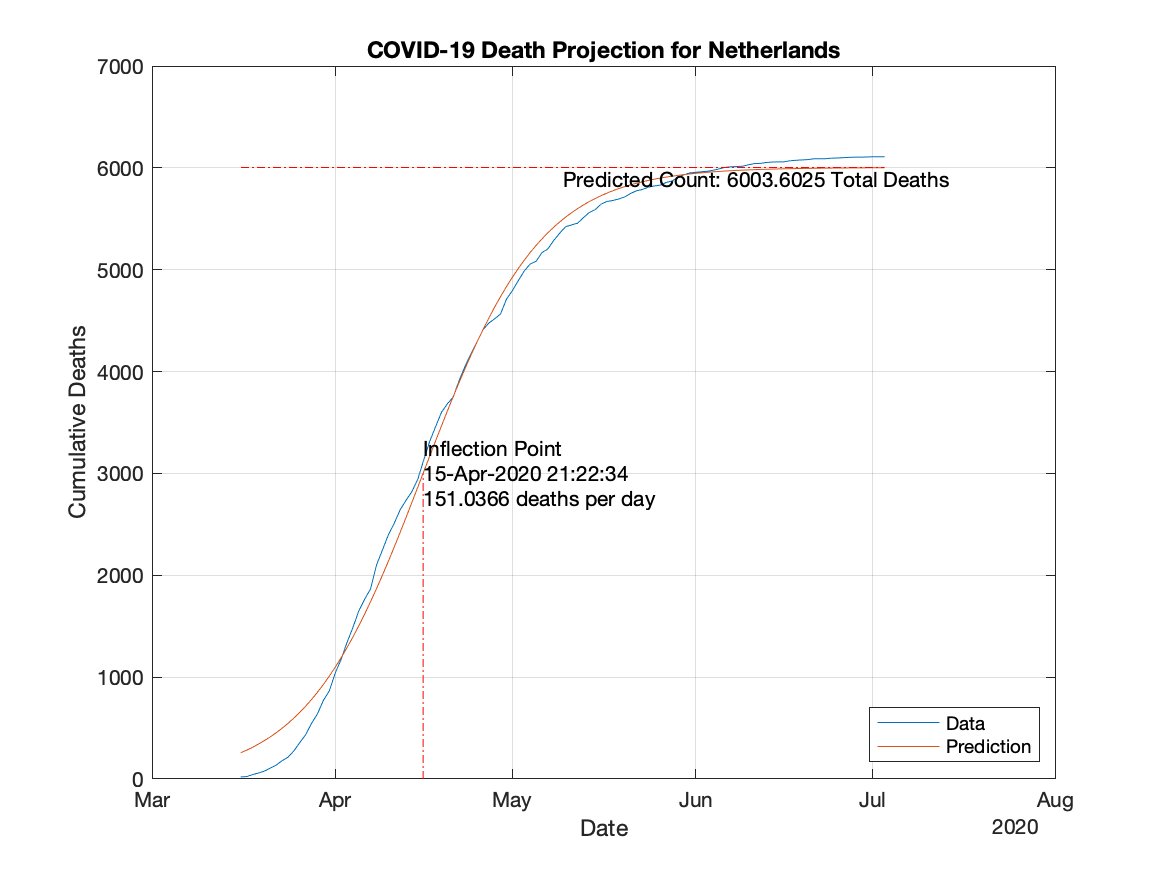 COVID-19 Death Projection for Netherlands
7000
6000
5000
4000
3000
2000
1000
0
Cumulative Deaths
Predicted Count: 6003.6025 Total Deaths
Inflection Point
15-Apr-2020 21:22:34
151.0366 deaths per day
Data
Prediction
Mar Apr May Jun Jul Aug
Date
2020